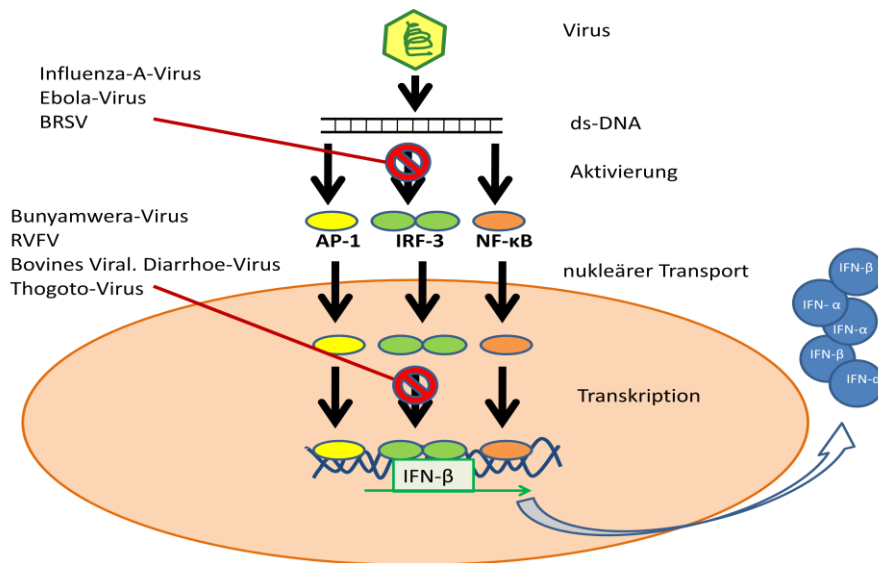 Virus
Influenza-A-Virus
Ebola-Virus
BRSV
ds-DNA
Aktivierung
Bunyamwera-Virus
RVFV
Bovines Viral. Diarrhoe-Virus
Thogoto-Virus
AP-1 IRF-3 NF-κB
nukleärer Transport
IFN-β
IFN- α
IFN-α
IFN-β
IFN-α
Transkription
IFN-β